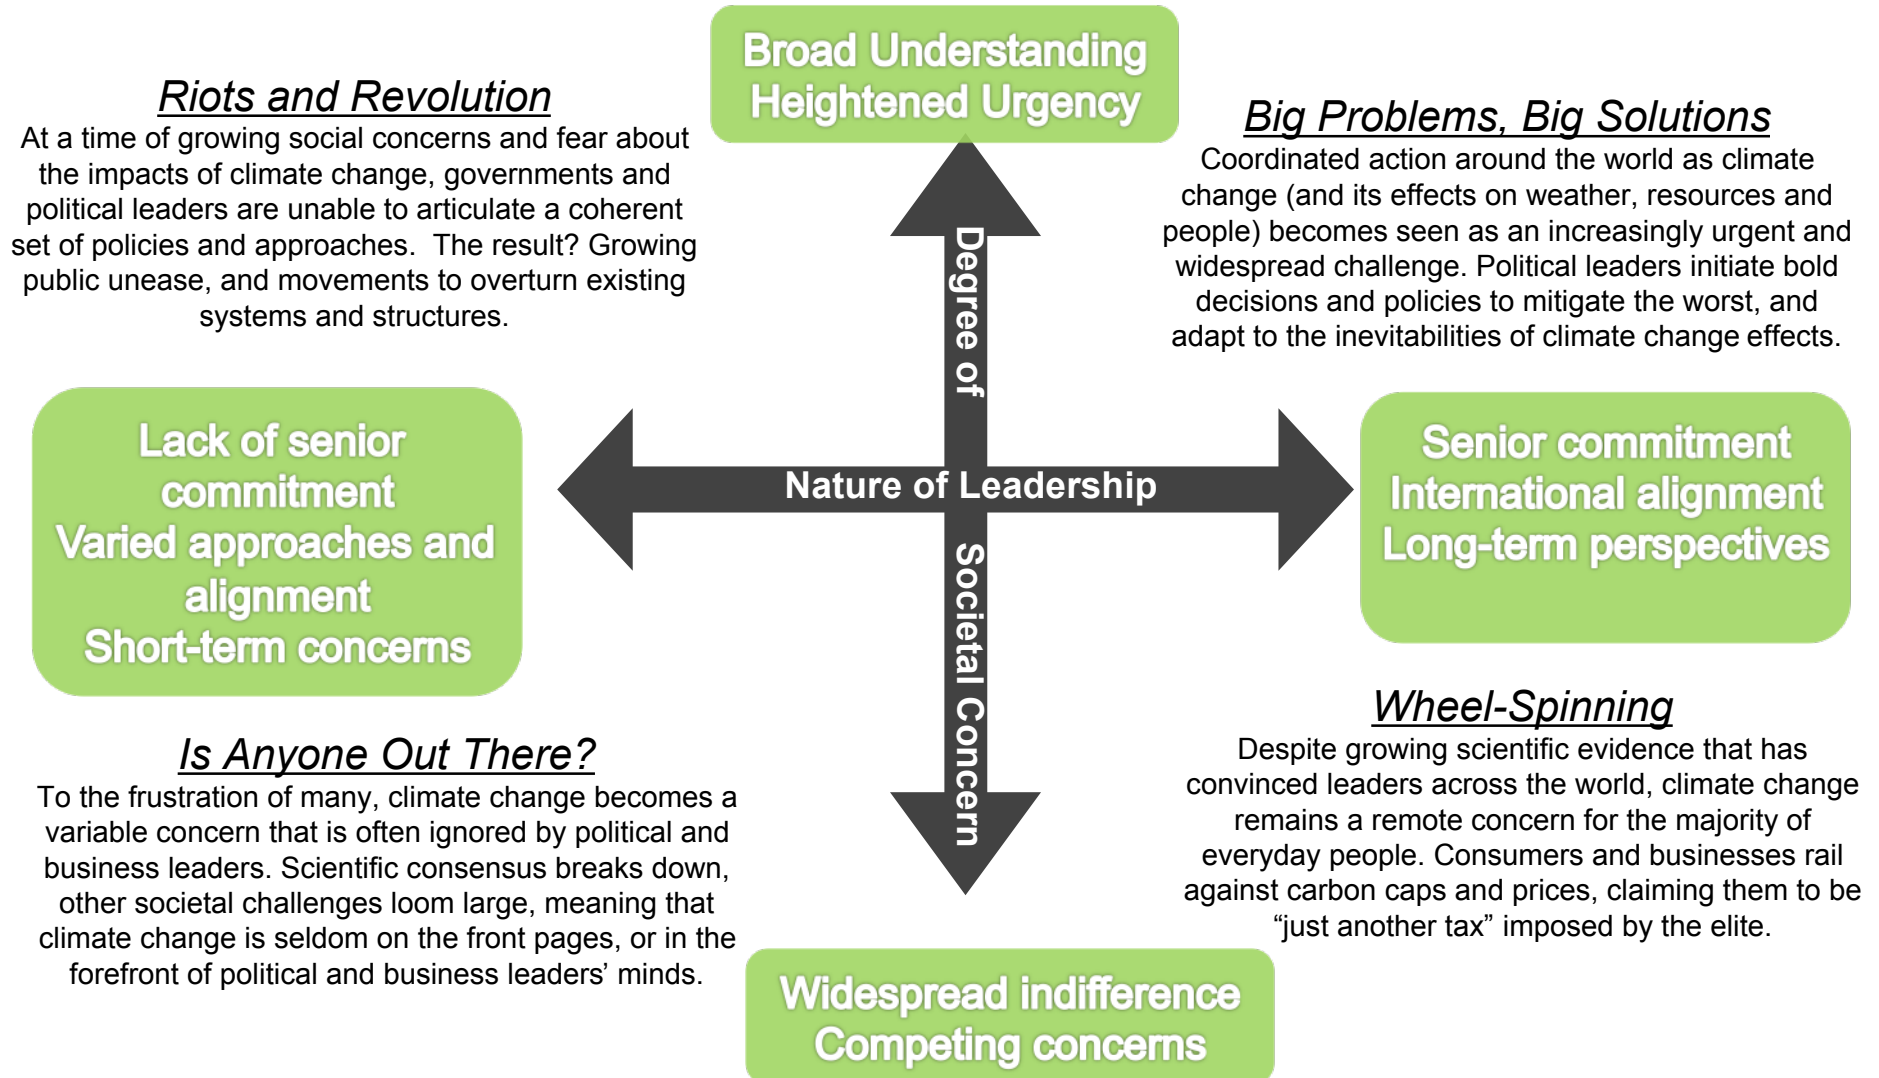 Broad Understanding
Heightened Urgency
Riots and Revolution
At a time of growing social concerns and fear about
the impacts of climate change, governments and
political leaders are unable to articulate a coherent
set of policies and approaches.  The result? Growing
public unease, and movements to overturn existing
systems and structures.
Big Problems, Big Solutions
Coordinated action around the world as climate
change (and its effects on weather, resources and
people) becomes seen as an increasingly urgent and
widespread challenge. Political leaders initiate bold
decisions and policies to mitigate the worst, and
adapt to the inevitabilities of climate change effects.
Degree of Societal Concern
Nature of Leadership
Lack of senior
commitment
Varied approaches and
alignment
Short-term concerns
Senior commitment
International alignment
Long-term perspectives
Is Anyone Out There?
To the frustration of many, climate change becomes a
variable concern that is often ignored by political and
business leaders. Scientific consensus breaks down,
other societal challenges loom large, meaning that
climate change is seldom on the front pages, or in the
forefront of political and business leaders’ minds.
Wheel-Spinning
Despite growing scientific evidence that has
convinced leaders across the world, climate change
remains a remote concern for the majority of
everyday people. Consumers and businesses rail
against carbon caps and prices, claiming them to be
“just another tax” imposed by the elite.
Widespread indifference
Competing concerns